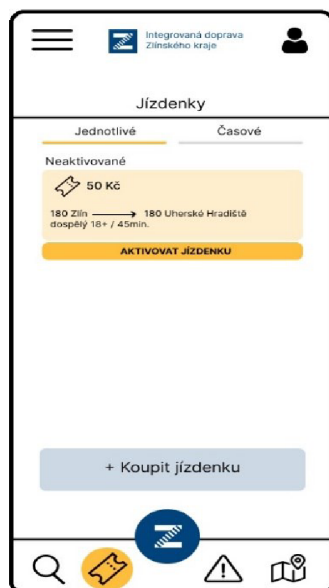 Integrovaná doprava
Zlínského kraje
Jízdenky
Jednotlivé Časové
Neaktivované
50 Kč
180 Zlín 180 Uherské Hradiště
dospělý 18+ / 45min.
AKTIVOVAT JÍZDENKU
+ Koupit jízdenku